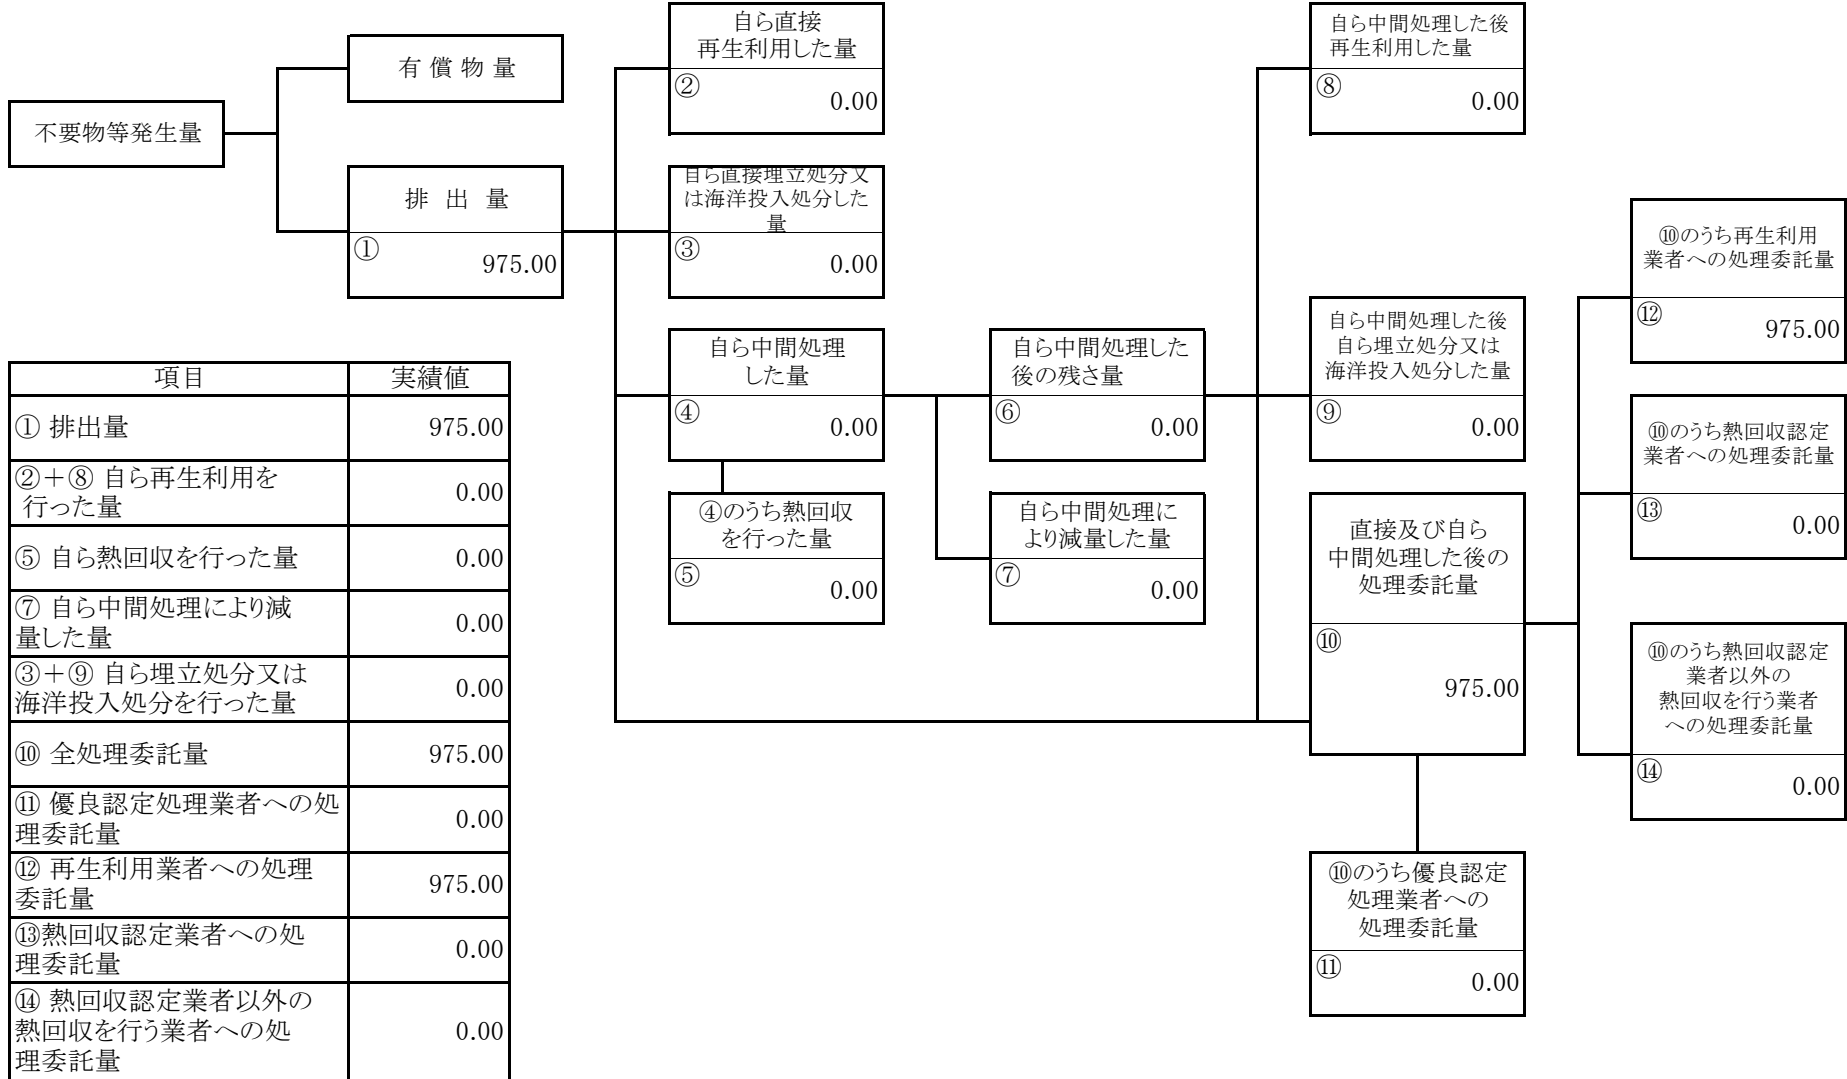 不要物等発生量
有 償 物 量
排 出 量
①
975.00
自ら直接
再生利用した量
②
0.00
自ら直接埋立処分又
は海洋投入処分した
量
③
0.00
自ら中間処理
した量
④
0.00
④のうち熱回収
を行った量
⑤
0.00
自ら中間処理した
後の残さ量
⑥
0.00
自ら中間処理に
より減量した量
⑦
0.00
自ら中間処理した後
再生利用した量
⑧
0.00
自ら中間処理した後
自ら埋立処分又は
海洋投入処分した量
⑨
0.00
直接及び自ら
中間処理した後の
処理委託量
⑩
975.00
⑩のうち優良認定
処理業者への
処理委託量
⑪
0.00
⑩のうち再生利用
業者への処理委託量
⑫
975.00
⑩のうち熱回収認定
業者への処理委託量
⑬
0.00
⑩のうち熱回収認定
業者以外の
熱回収を行う業者
への処理委託量
⑭
0.00
項目 実績値
① 排出量 975.00
②＋⑧ 自ら再生利用を
行った量 0.00
⑤ 自ら熱回収を行った量 0.00
⑦ 自ら中間処理により減
量した量 0.00
③＋⑨ 自ら埋立処分又は
海洋投入処分を行った量 0.00
⑩ 全処理委託量 975.00
⑪ 優良認定処理業者への処
理委託量 0.00
⑫ 再生利用業者への処理
委託量 975.00
⑬熱回収認定業者への処
理委託量 0.00
⑭ 熱回収認定業者以外の
熱回収を行う業者への処
理委託量 0.00